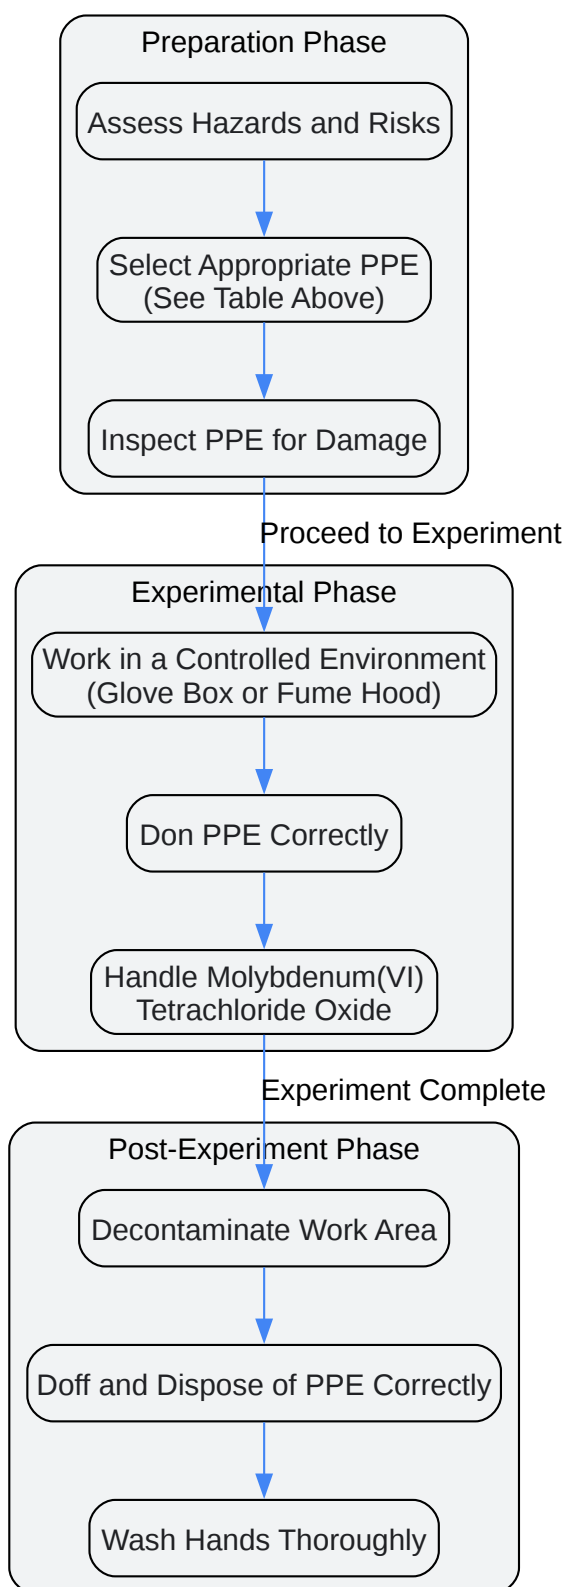 Preparation Phase
Assess Hazards and Risks
Select Appropriate PPE
(See Table Above)
Inspect PPE for Damage
Proceed to Experiment
Experimental Phase
Work in a Controlled Environment
(Glove Box or Fume Hood)
Don PPE Correctly
Handle Molybdenum(VI)
Tetrachloride Oxide
Experiment Complete
Post-Experiment Phase
Decontaminate Work Area
Doff and Dispose of PPE Correctly
Wash Hands Thoroughly